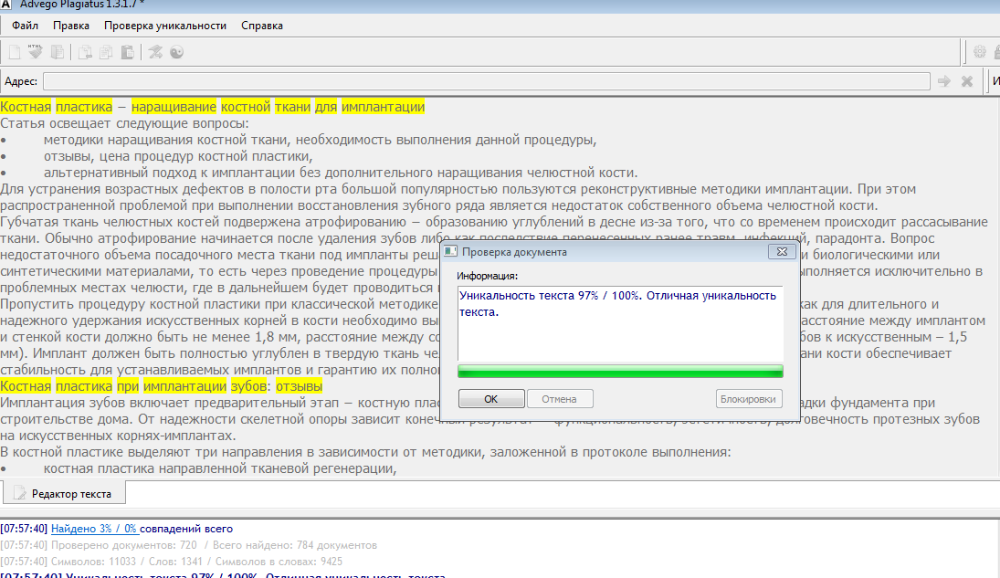 Advego Plagiatus 1.3.1.7 *
Файл Правка Проверка уникальности Справка
Адрес:
Костная пластика – наращивание костной ткани для имплантации
Статья освещает следующие вопросы:
• методики наращивания костной ткани, необходимость выполнения данной процедуры,
• отзывы, цена процедур костной пластики,
• альтернативный подход к имплантации без дополнительного наращивания челюстной кости.
Для устранения возрастных дефектов в полости рта большой популярностью пользуются реконструктивные методики имплантации. При этом
распространенной проблемой при выполнении восстановления зубного ряда является недостаток собственного объема челюстной кости.
Губчатая ткань челюстных костей подвержена атрофированию – образованию углублений в десне из-за того, что со временем происходит рассасывание
ткани. Обычно атрофирование начинается после удаления зубов либо как последствие перенесенных ранее травм, инфекций, парадонта. Вопрос
недостаточного объема посадочного места ткани под импланты реш и биологическими или
синтетическими материалами, то есть через проведение процедуры ыполняется исключительно в
проблемных местах челюсти, где в дальнейшем будет проводиться
Пропустить процедуру костной пластики при классической методике как для длительного и
надежного удержания искусственных корней в кости необходимо вы расстояние между имплантом
и стенкой кости должно быть не менее 1,8 мм, расстояние между со бов к искусственным – 1,5
мм). Имплант должен быть полностью углублен в твердую ткань че ани кости обеспечивает
стабильность для устанавливаемых имплантов и гарантию их полно
Костная пластика при имплантации зубов: отзывы
Имплантация зубов включает предварительный этап – костную плас адки фундамента при
строительстве дома. От надежности скелетной опоры зависит конечный результат – функциональность, эстетичность, долговечность протезных зубов
на искусственных корнях-имплантах.
В костной пластике выделяют три направления в зависимости от методики, заложенной в протоколе выполнения:
• костная пластика направленной тканевой регенерации,
Проверка документа
Информация:
Уникальность текста 97% / 100%. Отличная уникальность
текста.
ОК Отмена Блокировки
Редактор текста
[07:57:40] Найдено 3% / 0% совпадений всего
[07:57:40] Проверено документов: 720 / Всего найдено: 784 документов
[07:57:40] Символов: 11033 / Слов: 1341 / Символов в словах: 9425
[07:57:40] Уникальность текста 97% / 100%. Отличная уникальность текста.